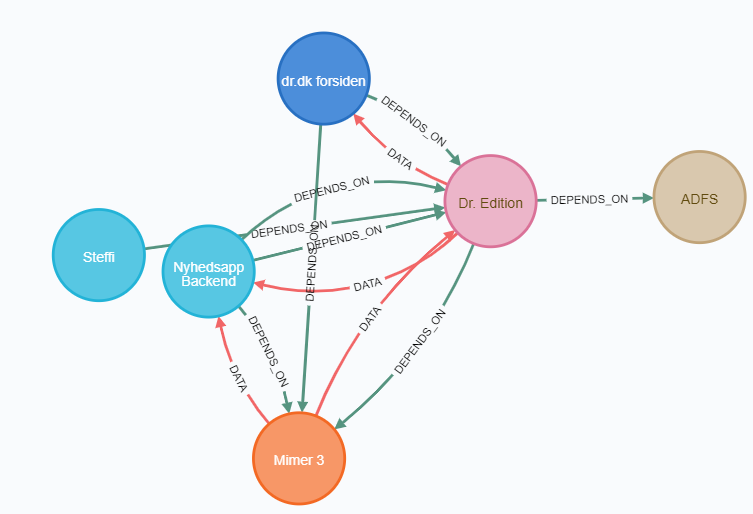 dr.dk forsiden
DEPENDS_ON
DATA
DEPENDS_ON
Dr. Edition
DEPENDS_ON
ADFS
DEPENDS_ON
DEPENDS_ON
DEPENDS_ON
Steffi
Nyhedsapp
Backend
DATA
DATA
DEPENDS_ON
DEPENDS_ON
DATA
Mimer 3